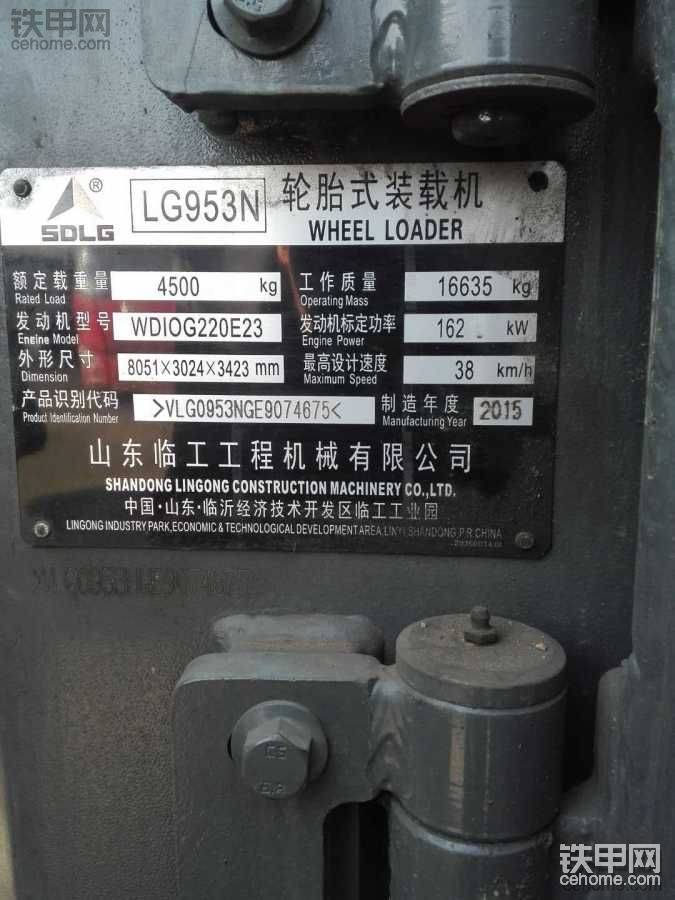 铁甲网
cehome.com
SDLG ® LG953N 轮胎式装载机
WHEEL LOADER
额定载重量 4500 kg 工作质量 16635 kg
Rated Load Operating Mass
发动机型号 WDIOG220E23 发动机标定功率 162 kW
Engine Model Engine Power
外形尺寸 8051×3024×3423 mm 最高设计速度 38 km/h
Dimension Maximum Speed
产品识别代码 >VLG0953NGE9074675< 制造年度 2015
Product Identification Number Manufacturing Year
山东临工工程机械有限公司
SHANDONG LINGONG CONSTRUCTION MACHINERY CO.,LTD.
中国·山东·临沂经济技术开发区临工工业园
LINGONG INDUSTRY PARK,ECONOMIC & TECHNOLOGICAL DEVELOPMENT AREA,LINYI,SHANDONG,P.R.CHINA
铁甲网
cehome.com